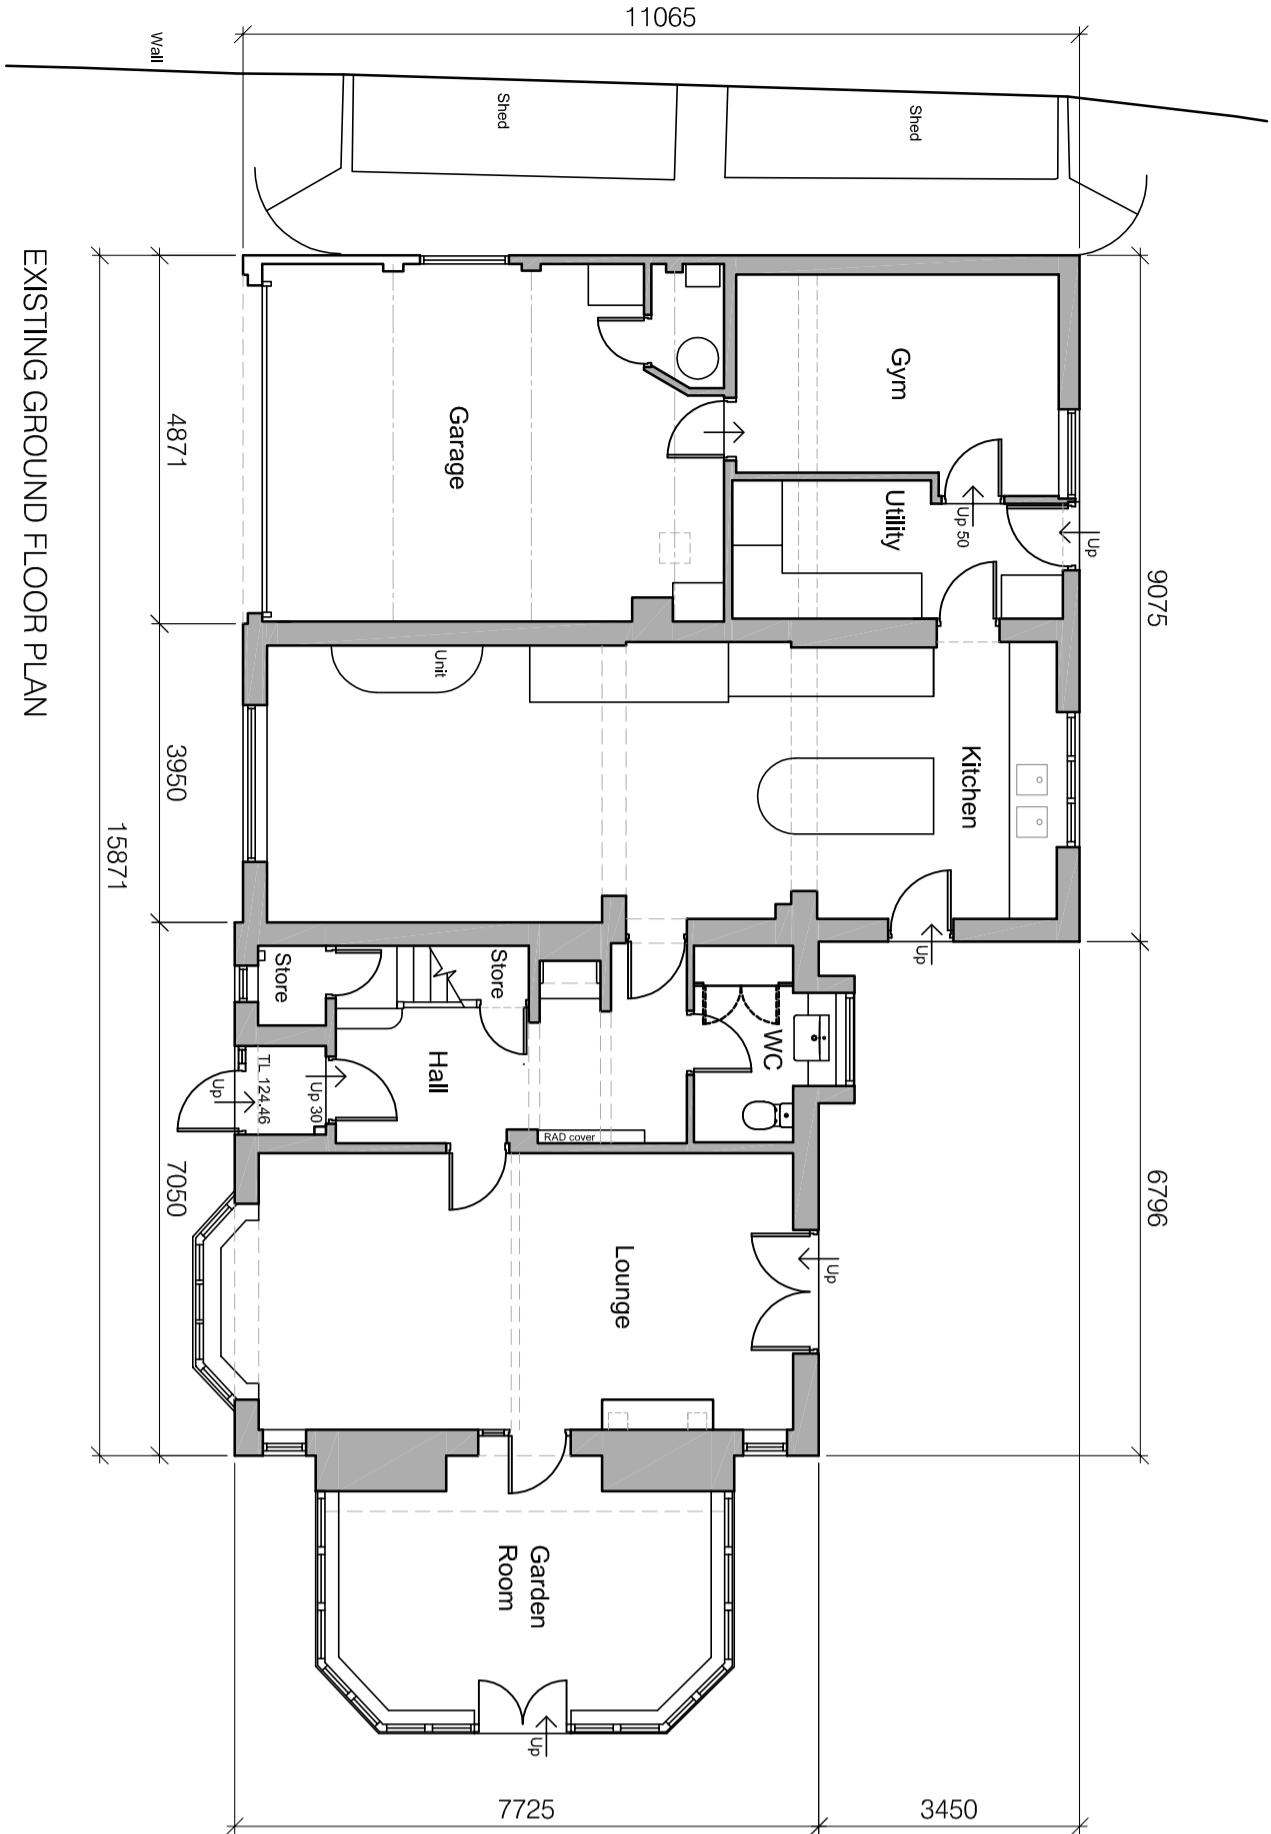 11065
Wall
Shed
Shed
EXISTING GROUND FLOOR PLAN
4871
3950
7050
15871
9075
6796
7725
3450
Garage
Gym
Utility
Up 50
Up
Unit
Kitchen
Up
Store
Store
Hall
WC
TL 124.46
Up 30
Up
RAD cover
Lounge
Up
Garden
Room
Up